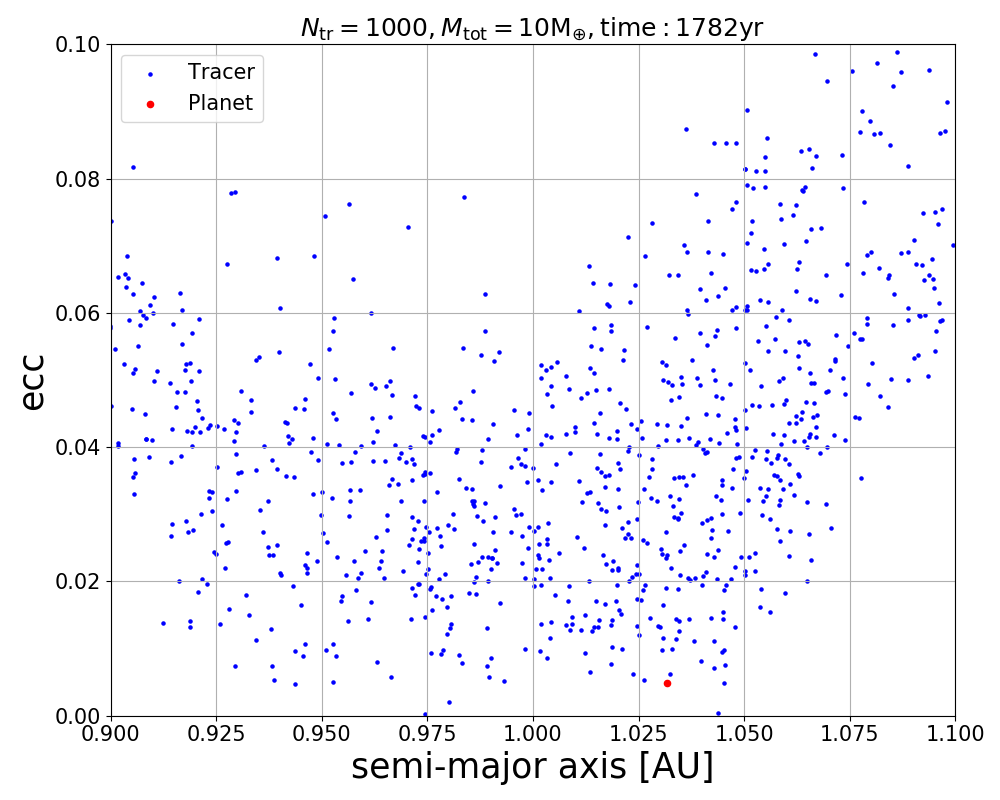 N_tr = 1000, M_tot = 10M_⊕, time : 1782yr
Tracer
Planet
0.10
0.08
0.06
0.04
0.02
0.00
ecc
0.900 0.925 0.950 0.975 1.000 1.025 1.050 1.075 1.100
semi-major axis [AU]